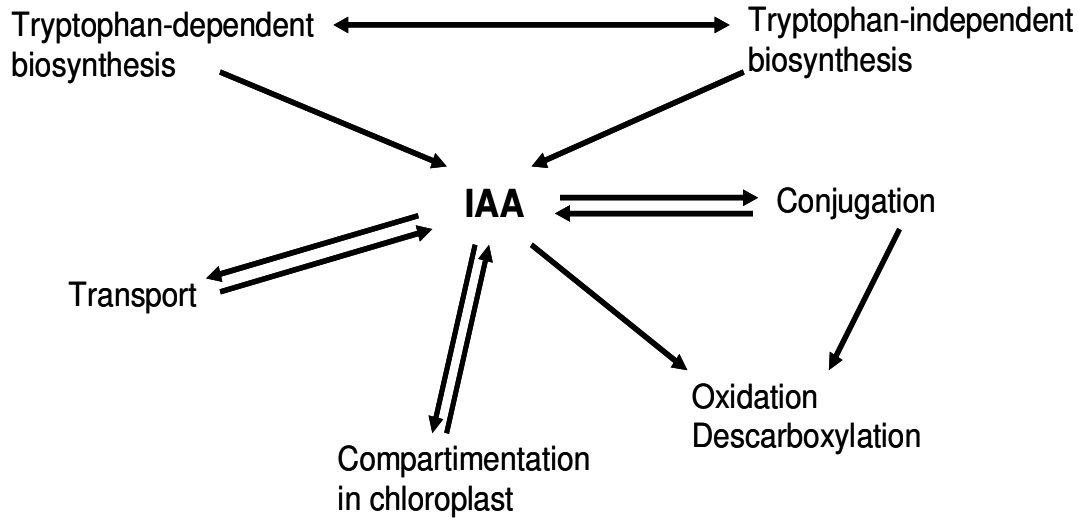 Tryptophan-dependent
biosynthesis
Tryptophan-independent
biosynthesis
IAA
Conjugation
Transport
Oxidation
Descarboxylation
Compartimentation
in chloroplast